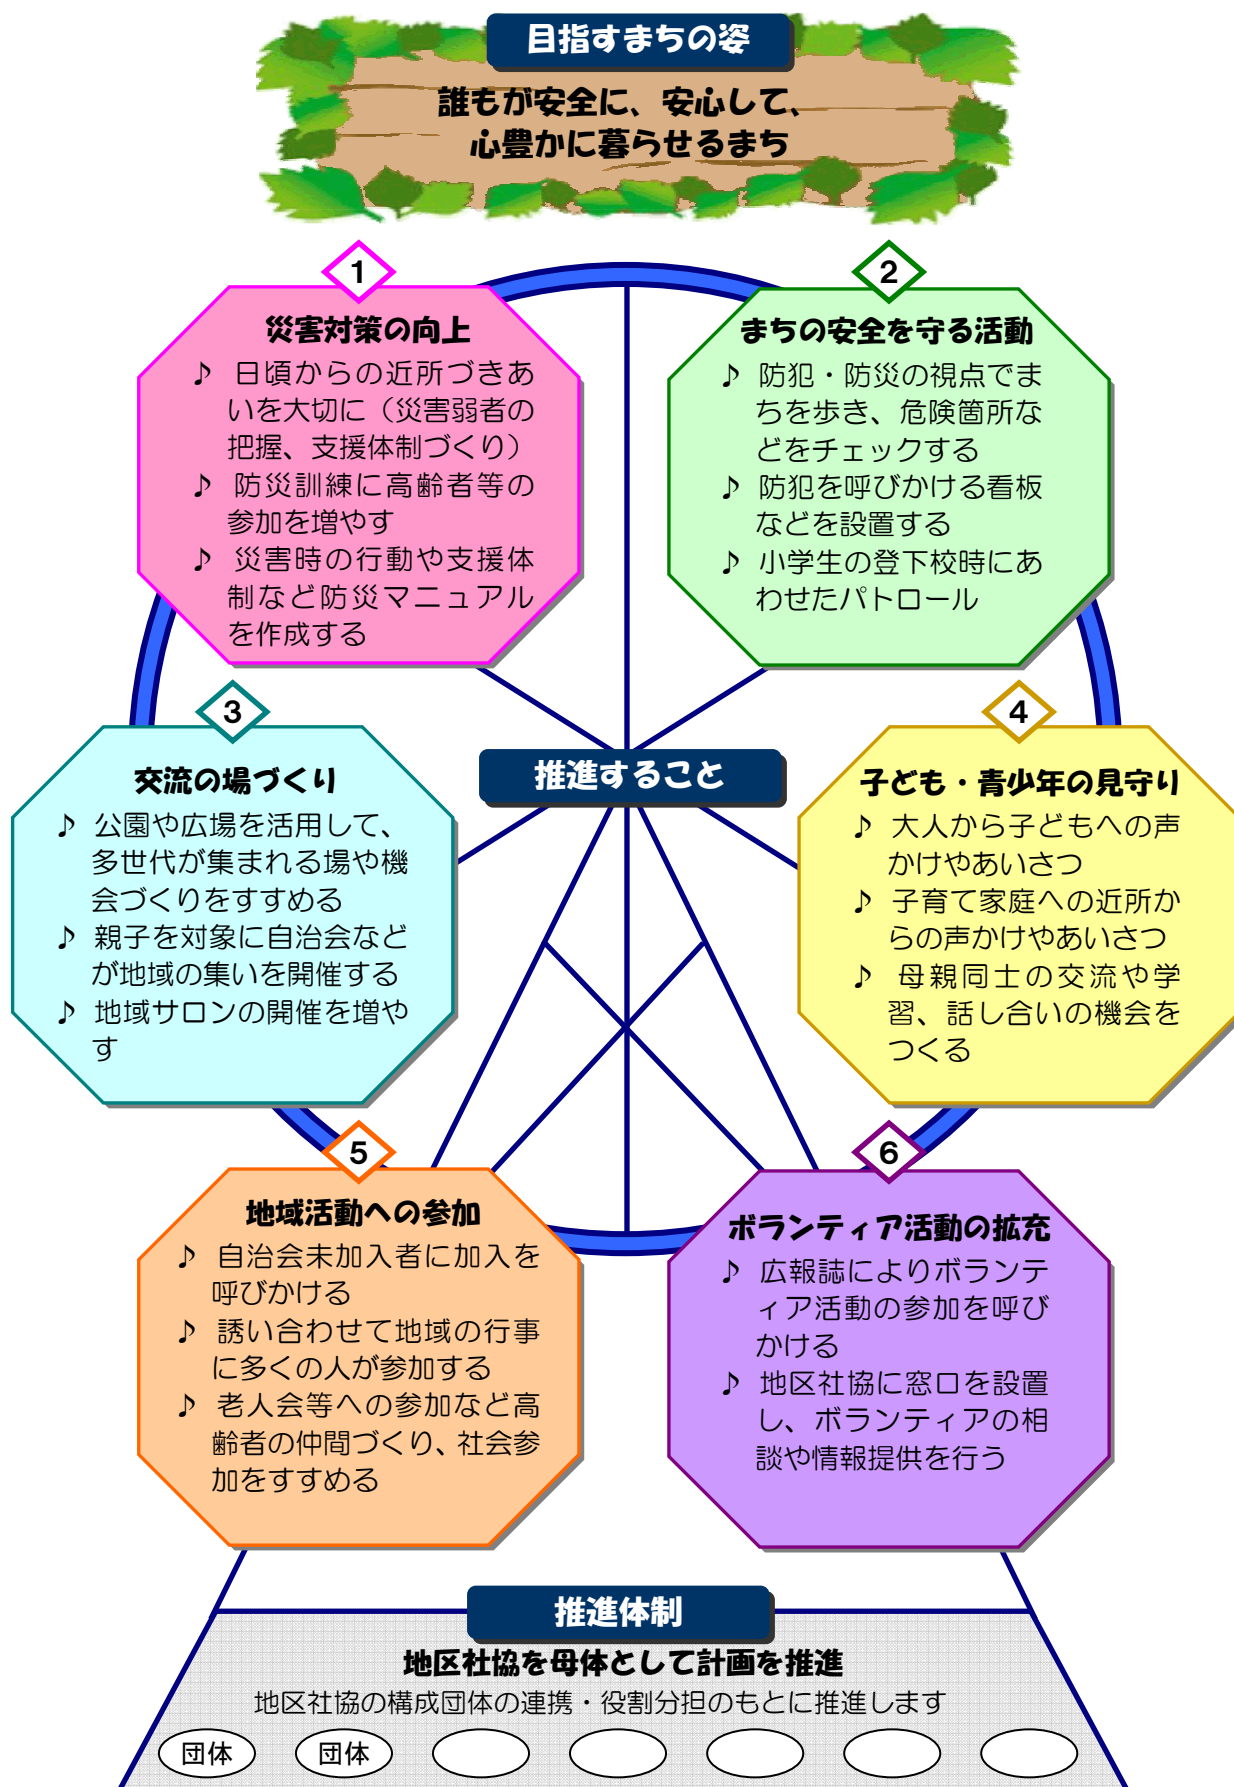 目指すまちの姿
誰もが安全に、安心して、
心豊かに暮らせるまち
1
災害対策の向上
♪ 日頃からの近所づきあ
いを大切に（災害弱者の
把握、支援体制づくり）
♪ 防災訓練に高齢者等の
参加を増やす
♪ 災害時の行動や支援体
制など防災マニュアル
を作成する
2
まちの安全を守る活動
♪ 防犯・防災の視点でま
ちを歩き、危険箇所な
どをチェックする
♪ 防犯を呼びかける看板
などを設置する
♪ 小学生の登下校時にあ
わせたパトロール
推進すること
3
交流の場づくり
♪ 公園や広場を活用して、
多世代が集まれる場や機
会づくりをすすめる
♪ 親子を対象に自治会など
が地域の集いを開催する
♪ 地域サロンの開催を増や
す
4
子ども・青少年の見守り
♪ 大人から子どもへの声
かけやあいさつ
♪ 子育て家庭への近所か
らの声かけやあいさつ
♪ 母親同士の交流や学
習、話し合いの機会を
つくる
5
地域活動への参加
♪ 自治会未加入者に加入を
呼びかける
♪ 誘い合わせて地域の行事
に多くの人が参加する
♪ 老人会等への参加など高
齢者の仲間づくり、社会参
加をすすめる
6
ボランティア活動の拡充
♪ 広報誌によりボランテ
ィア活動の参加を呼び
かける
♪ 地区社協に窓口を設置
し、ボランティアの相
談や情報提供を行う
推進体制
地区社協を母体として計画を推進
地区社協の構成団体の連携・役割分担のもとに推進します
団体 団体